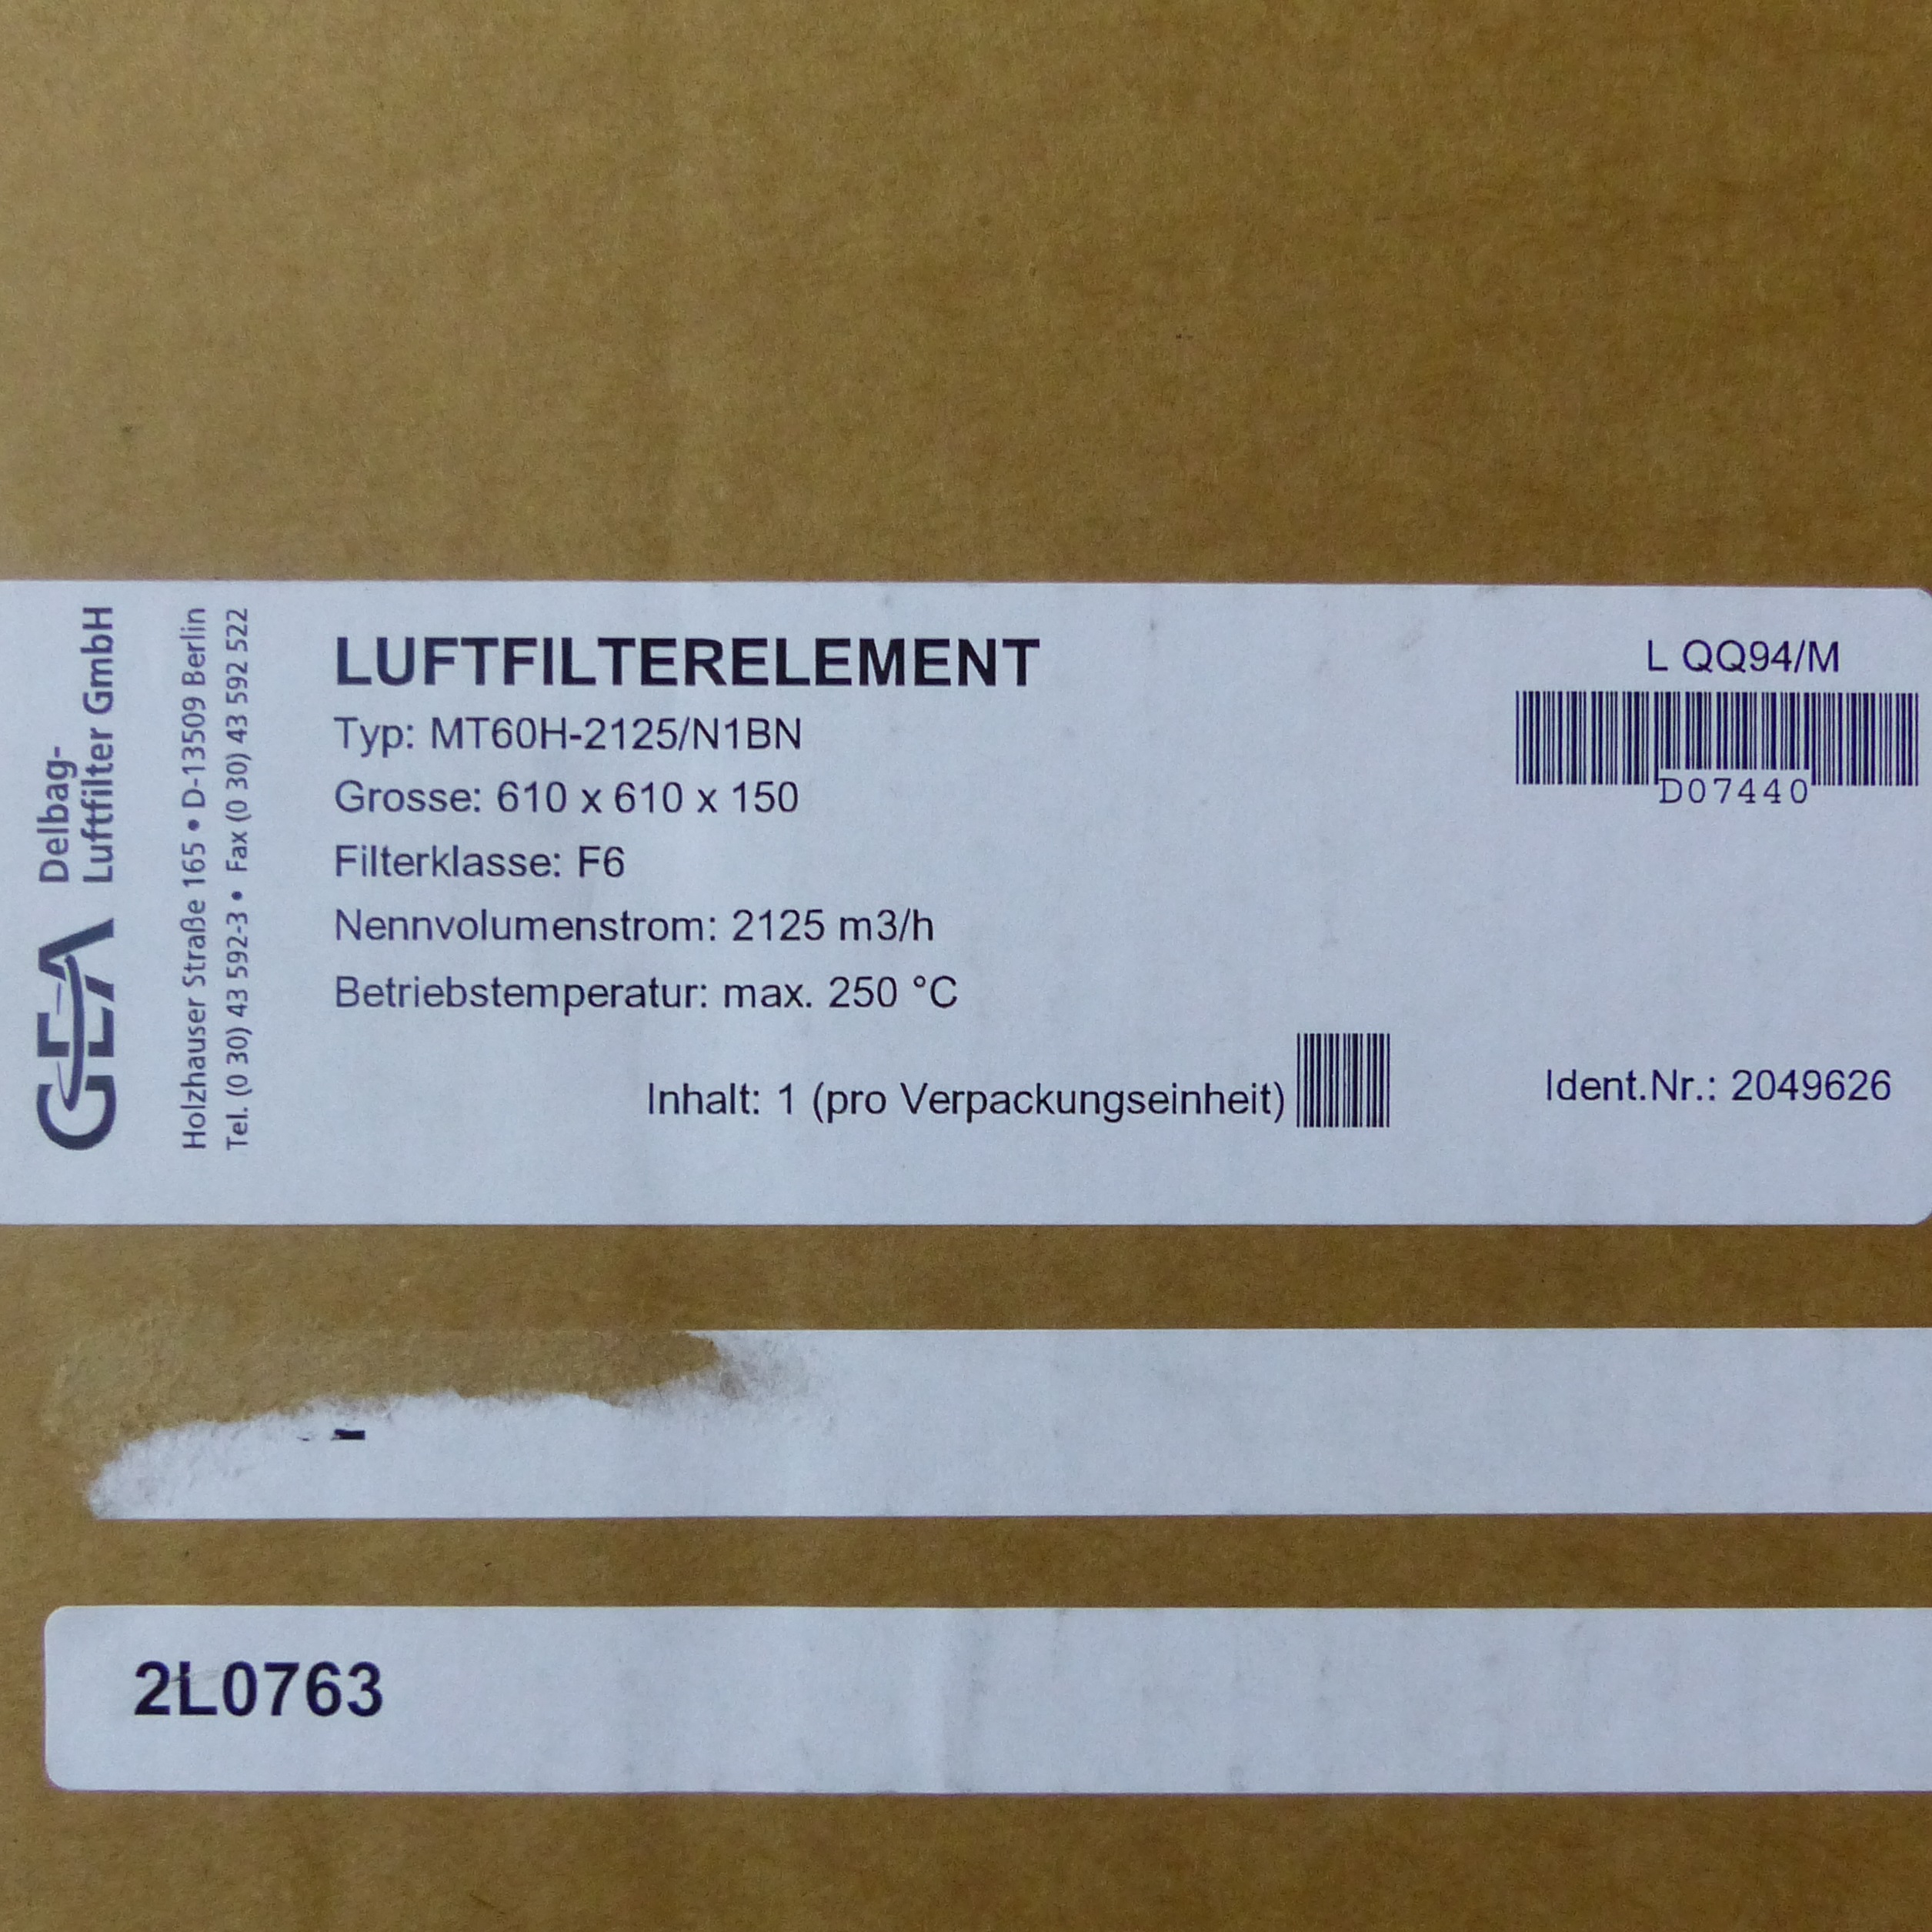 GEA
Delbag-
Luftfilter GmbH
Holzhauser Straße 165 • D-13509 Berlin
Tel. (0 30) 43 592-3 • Fax (0 30) 43 592 522
LUFTFILTERELEMENT
Typ: MT60H-2125/N1BN
Grosse: 610 x 610 x 150
Filterklasse: F6
Nennvolumenstrom: 2125 m3/h
Betriebstemperatur: max. 250 °C
Inhalt: 1 (pro Verpackungseinheit)
L QQ94/M
D07440
Ident.Nr.: 2049626
2L0763